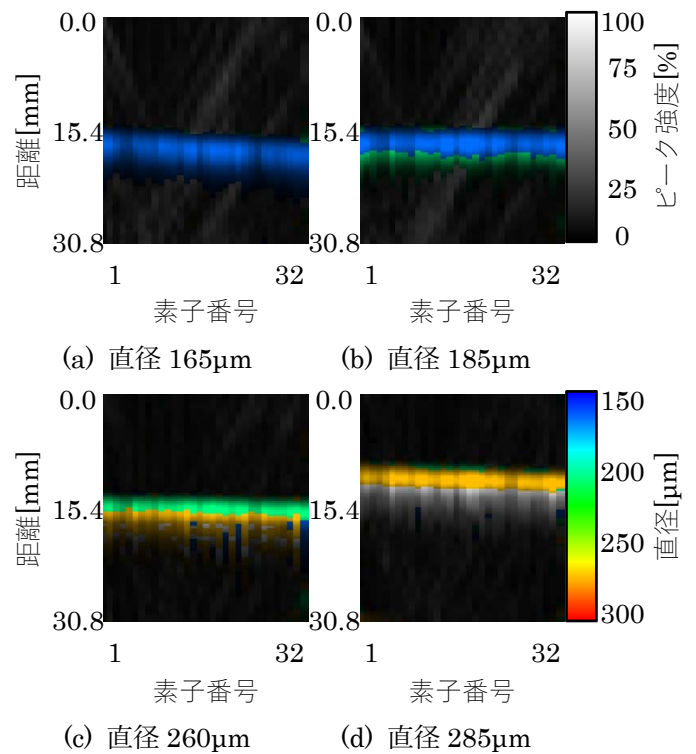 0.0
15.4
30.8
距離[mm]
1 32
素子番号
(a) 直径 165µm
0.0
15.4
30.8
1 32
素子番号
(b) 直径 185µm
100
75
50
25
0
ピーク強度[%]
0.0
15.4
30.8
距離[mm]
1 32
素子番号
(c) 直径 260µm
0.0
15.4
30.8
1 32
素子番号
(d) 直径 285µm
150
200
250
300
直径[µm]